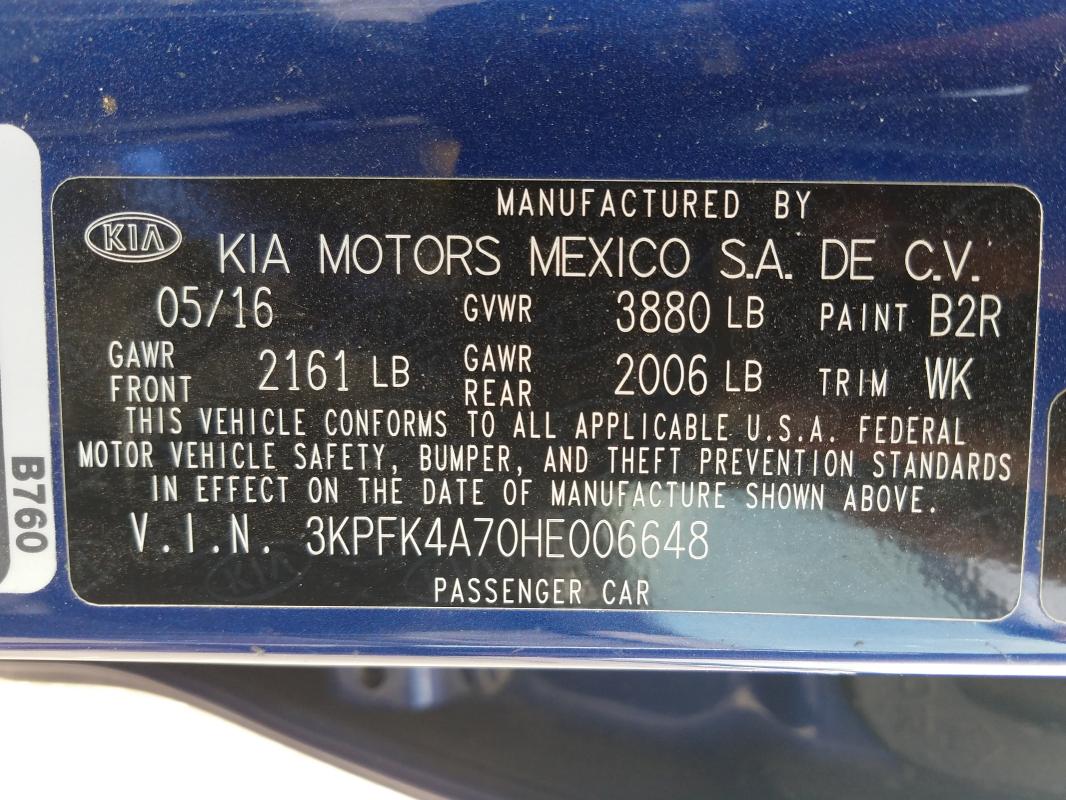 MANUFACTURED BY
KIA KIA MOTORS MEXICO S.A. DE C.V.
05/16 GVWR 3880 LB PAINT B2R
GAWR FRONT 2161 LB GAWR REAR 2006 LB TRIM WK
THIS VEHICLE CONFORMS TO ALL APPLICABLE U.S.A. FEDERAL
MOTOR VEHICLE SAFETY, BUMPER, AND THEFT PREVENTION STANDARDS
IN EFFECT ON THE DATE OF MANUFACTURE SHOWN ABOVE.
V.I.N. 3KPFK4A70HE006648
PASSENGER CAR
B760